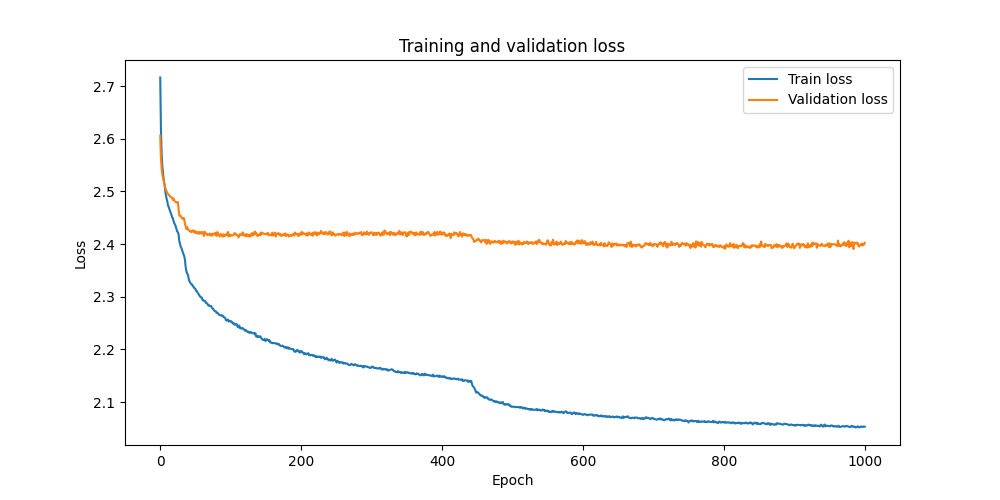 Training and validation loss
Train loss
Validation loss
2.7
2.6
2.5
2.4
2.3
2.2
2.1
Loss
0
200
400
600
800
1000
Epoch